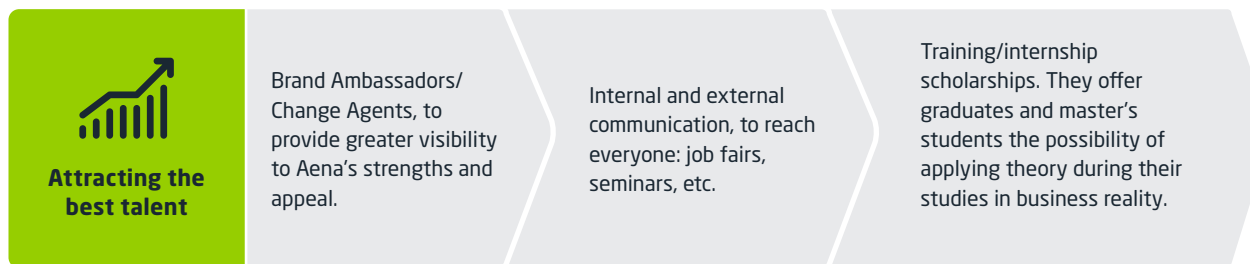 Attracting the
best talent
Brand Ambassadors/
Change Agents, to
provide greater visibility
to Aena's strengths and
appeal.
Internal and external
communication, to reach
everyone: job fairs,
seminars, etc.
Training/internship
scholarships. They offer
graduates and master's
students the possibility of
applying theory during their
studies in business reality.